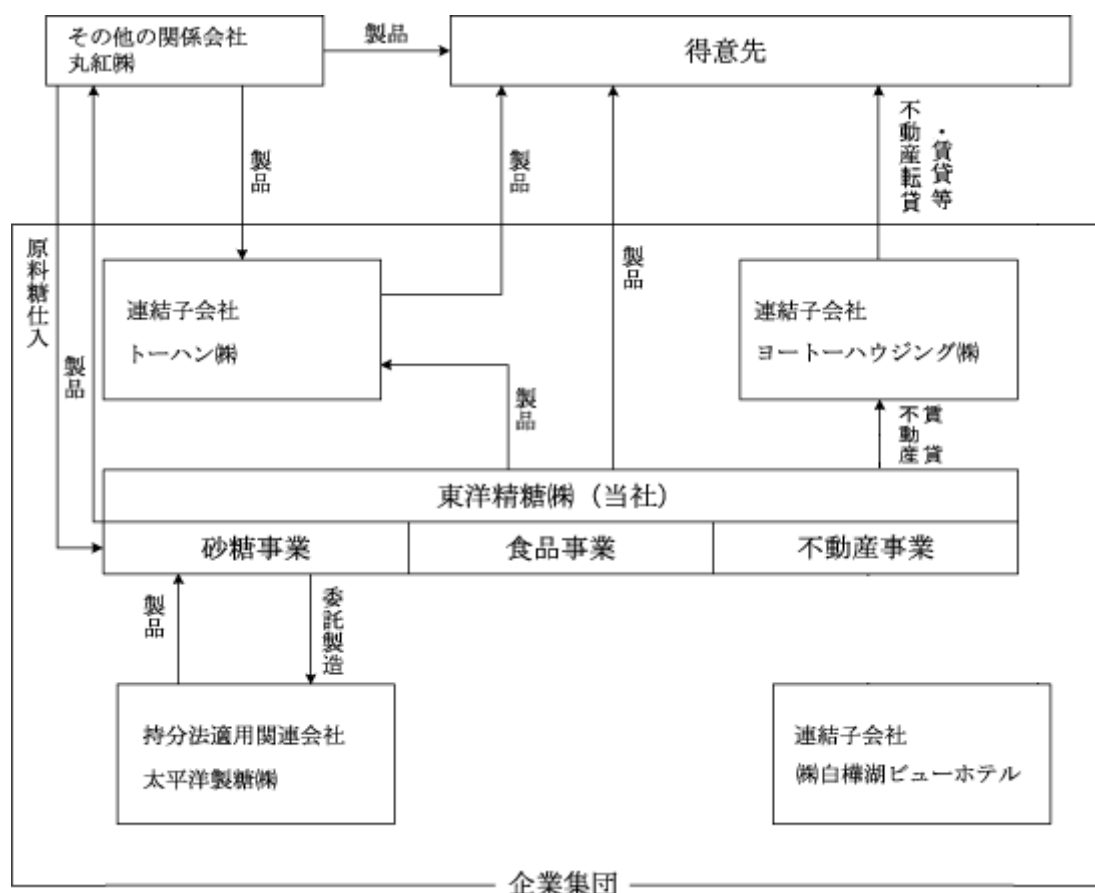 その他の関係会社
丸紅㈱
製品
得意先
製品
製品
不動産転貸
・賃貸等
原料糖仕入
製品
製品
連結子会社
トーハン㈱
連結子会社
ヨートーハウジング㈱
製品
不動産
賃貸
東洋精糖㈱（当社）
砂糖事業
食品事業
不動産事業
製品
委託製造
持分法適用関連会社
太平洋製糖㈱
連結子会社
㈱白樺湖ビューホテル
企業集団